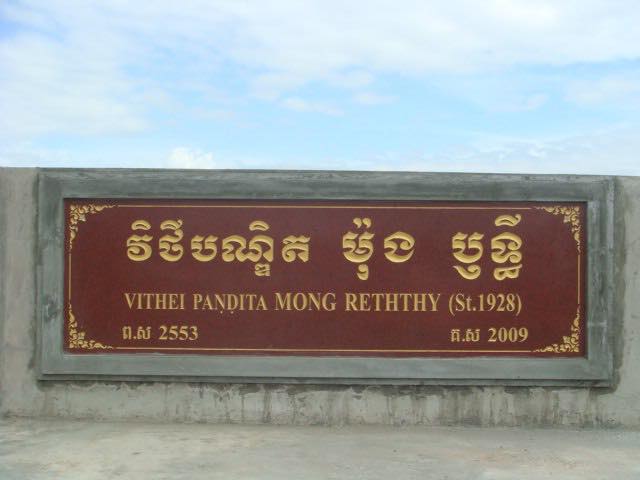 វិថីបណ្ឌិត ម៉ុង ឫទ្ធី
VITHEI PAṆḌITA MONG RETHTHY (St.1928)
ព.ស 2553 គ.ស 2009